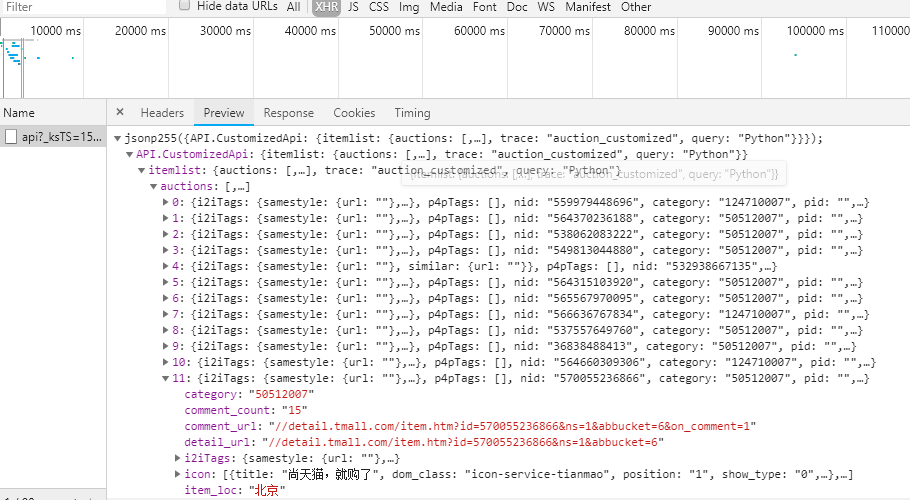 Filter Hide data URLs All XHR JS CSS Img Media Font Doc WS Manifest Other
10000 ms 20000 ms 30000 ms 40000 ms 50000 ms 60000 ms 70000 ms 80000 ms 90000 ms 100000 ms 110000
Name × Headers Preview Response Cookies Timing
api?_ksTS=15...
▼jsonp255({API.CustomizedApi: {itemlist: {auctions: [,…], trace: "auction_customized", query: "Python"}}});
▼API.CustomizedApi: {itemlist: {auctions: [,…], trace: "auction_customized", query: "Python"}}
▼itemlist: {auctions: [,…], trace: "auction_customized", query: "Python"}
{itemlist: {auctions: [,…], trace: "auction_customized", query: "Python"}}
▼auctions: [,…]
▶0: {i2iTags: {samestyle: {url: ""},…}, p4pTags: [], nid: "559979448696", category: "124710007", pid: "",…}
▶1: {i2iTags: {samestyle: {url: ""},…}, p4pTags: [], nid: "564370236188", category: "50512007", pid: "",…}
▶2: {i2iTags: {samestyle: {url: ""},…}, p4pTags: [], nid: "538062083222", category: "50512007", pid: "",…}
▶3: {i2iTags: {samestyle: {url: ""},…}, p4pTags: [], nid: "549813044880", category: "50512007", pid: "",…}
▶4: {i2iTags: {samestyle: {url: ""}, similar: {url: ""}}, p4pTags: [], nid: "532938667135",…}
▶5: {i2iTags: {samestyle: {url: ""},…}, p4pTags: [], nid: "564315103920", category: "50512007", pid: "",…}
▶6: {i2iTags: {samestyle: {url: ""},…}, p4pTags: [], nid: "565567970095", category: "50512007", pid: "",…}
▶7: {i2iTags: {samestyle: {url: ""},…}, p4pTags: [], nid: "566636767834", category: "124710007", pid: "",…}
▶8: {i2iTags: {samestyle: {url: ""},…}, p4pTags: [], nid: "537557649760", category: "50512007", pid: "",…}
▶9: {i2iTags: {samestyle: {url: ""},…}, p4pTags: [], nid: "36838488413", category: "50512007", pid: "",…}
▶10: {i2iTags: {samestyle: {url: ""},…}, p4pTags: [], nid: "564660309306", category: "124710007", pid: "",…}
▼11: {i2iTags: {samestyle: {url: ""},…}, p4pTags: [], nid: "570055236866", category: "50512007", pid: "",…}
category: "50512007"
comment_count: "15"
comment_url: "//detail.tmall.com/item.htm?id=570055236866&ns=1&abbucket=6&on_comment=1"
detail_url: "//detail.tmall.com/item.htm?id=570055236866&ns=1&abbucket=6"
▶i2iTags: {samestyle: {url: ""},…}
▶icon: [{title: "尚天猫，就购了", dom_class: "icon-service-tianmao", position: "1", show_type: "0",…},…]
item_loc: "北京"